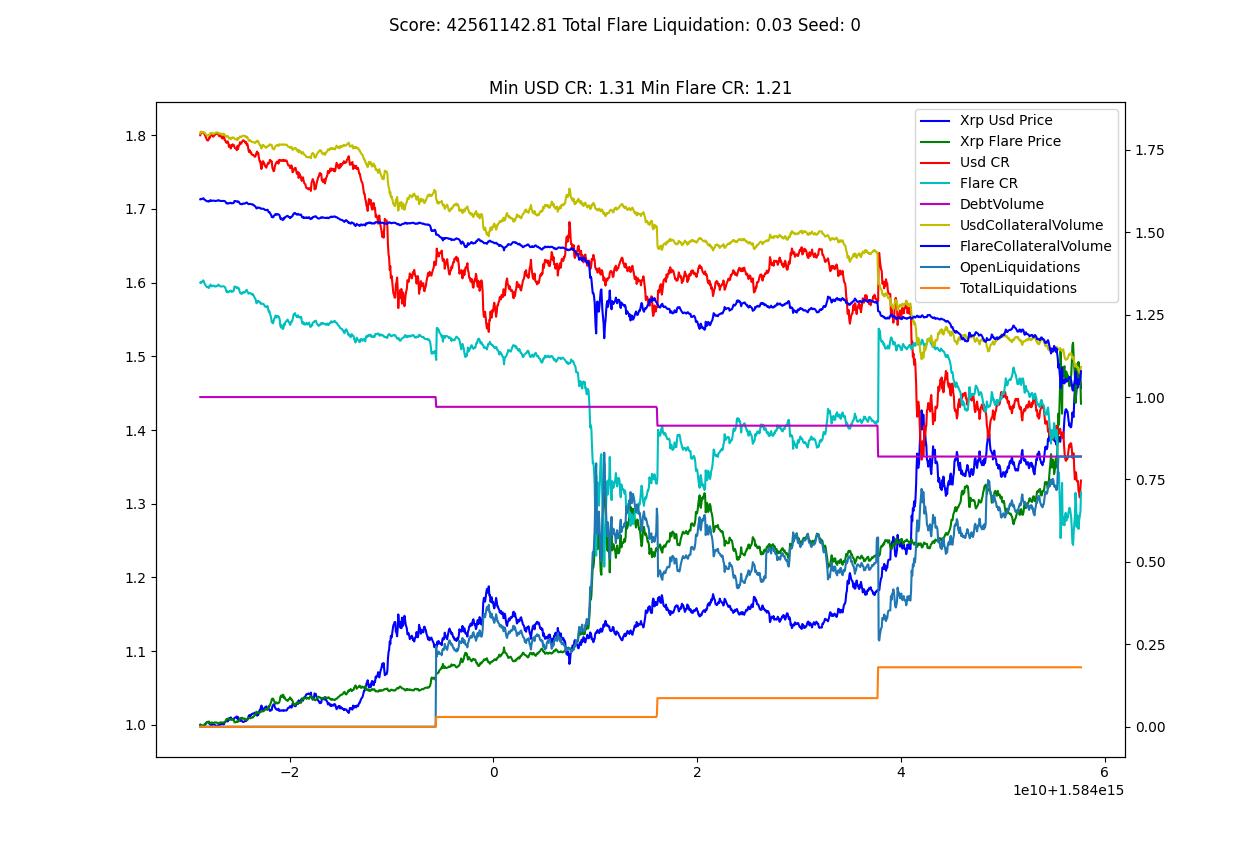 Score: 42561142.81 Total Flare Liquidation: 0.03 Seed: 0
Min USD CR: 1.31 Min Flare CR: 1.21
1.8
1.7
1.6
1.5
1.4
1.3
1.2
1.1
1.0
Xrp Usd Price
Xrp Flare Price
Usd CR
Flare CR
DebtVolume
UsdCollateralVolume
FlareCollateralVolume
OpenLiquidations
TotalLiquidations
1.75
1.50
1.25
1.00
0.75
0.50
0.25
0.00
−2 0 2 4 6
1e10+1.584e15